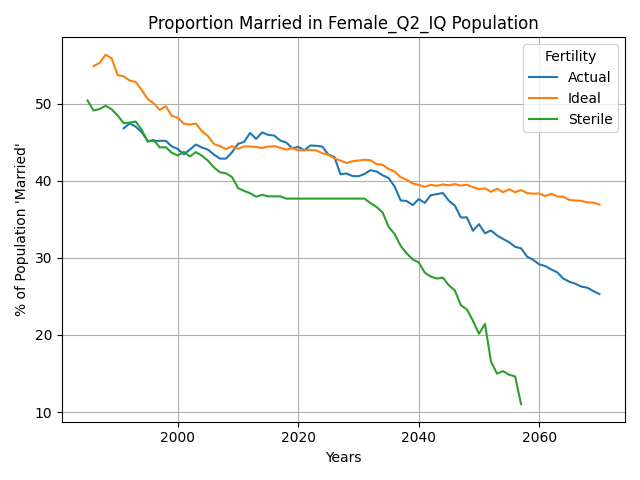 Proportion Married in Female_Q2_IQ Population
% of Population 'Married'
50
40
30
20
10
Fertility
Actual
Ideal
Sterile
2000
2020
2040
2060
Years